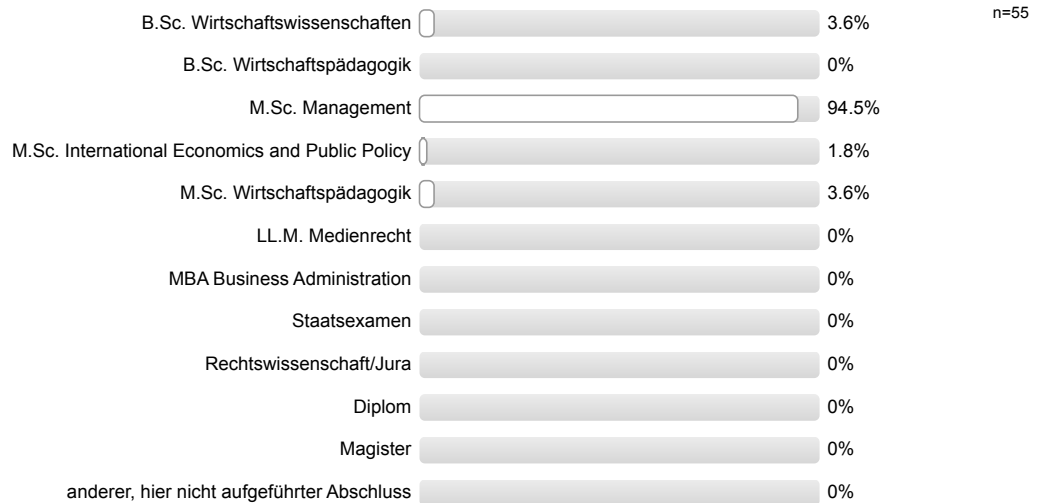 B.Sc. Wirtschaftswissenschaften 3.6% n=55
B.Sc. Wirtschaftspädagogik 0%
M.Sc. Management 94.5%
M.Sc. International Economics and Public Policy 1.8%
M.Sc. Wirtschaftspädagogik 3.6%
LL.M. Medienrecht 0%
MBA Business Administration 0%
Staatsexamen 0%
Rechtswissenschaft/Jura 0%
Diplom 0%
Magister 0%
anderer, hier nicht aufgeführter Abschluss 0%